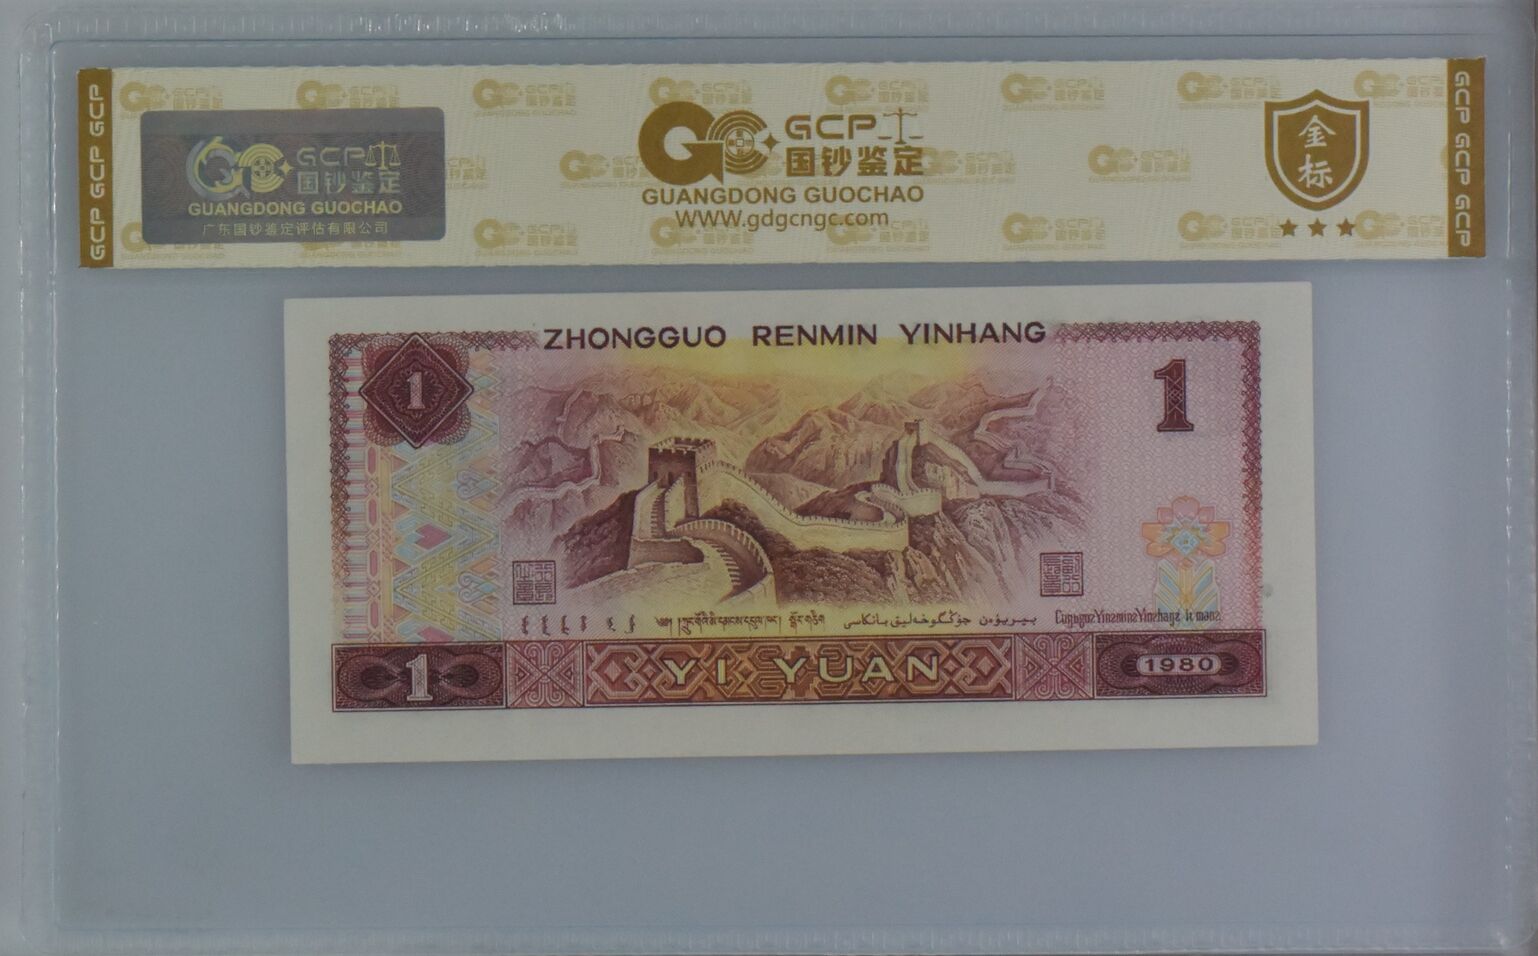 GCP GCP GCP
GCP
国钞鉴定
GUANGDONG GUOCHAO
广东国钞鉴定评估有限公司
GCP
国钞鉴定
GUANGDONG GUOCHAO
WWW.gdgcngc.com
金标
GCP GCP GCP
ZHONGGUO RENMIN YINHANG
1
1
1
YI YUAN
1980